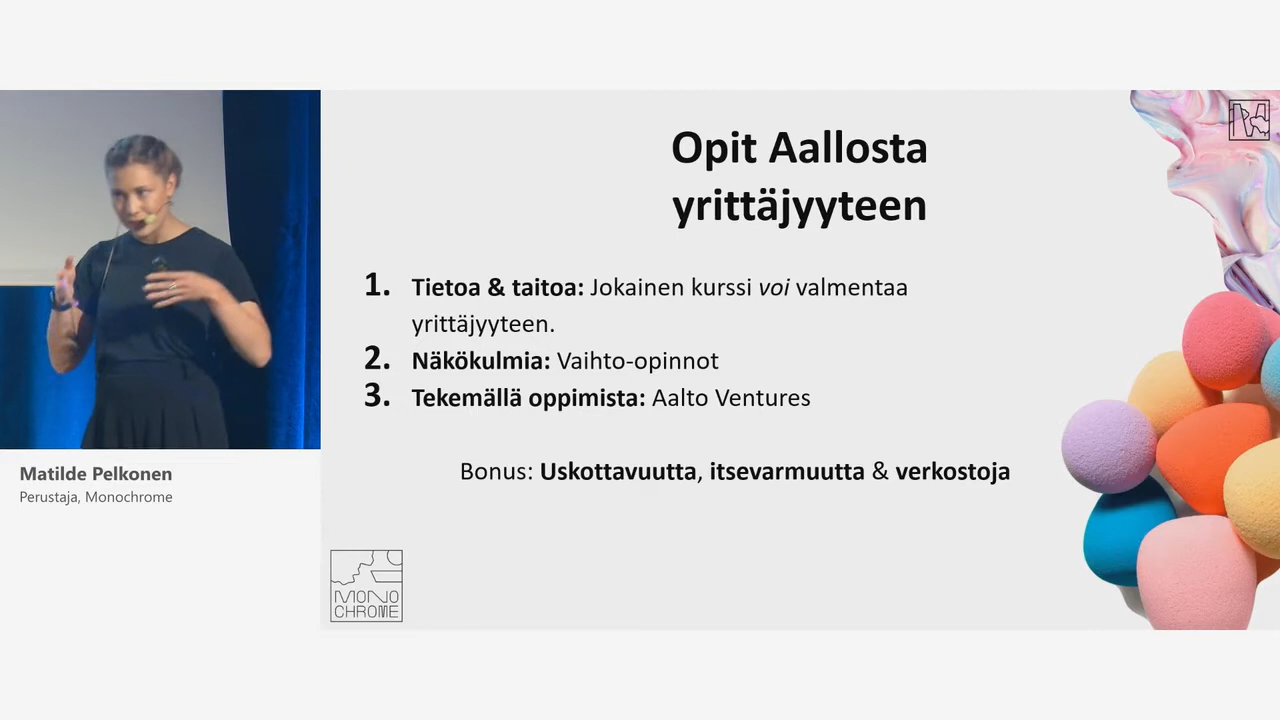 Opit Aallosta
yrittäjyyteen
1. Tietoa & taitoa: Jokainen kurssi voi valmentaa
yrittäjyyteen.
2. Näkökulmia: Vaihto-opinnot
3. Tekemällä oppimista: Aalto Ventures
Bonus: Uskottavuutta, itsevarmuutta & verkostoja
Matilde Pelkonen
Perustaja, Monochrome
MONO
CHROME